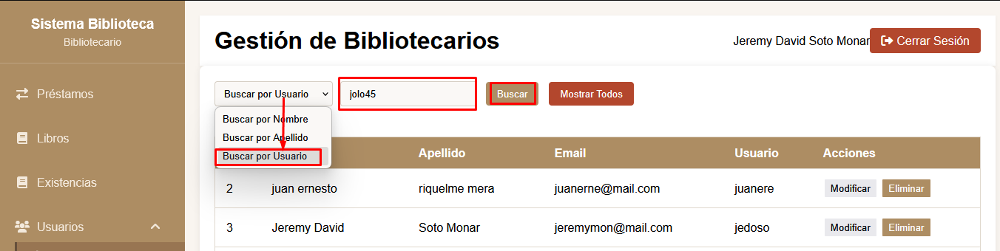 Sistema Biblioteca
Bibliotecario
Préstamos
Libros
Existencias
Usuarios
Gestión de Bibliotecarios
Jeremy David Soto Monar
Cerrar Sesión
Buscar por Usuario
jolo45
Buscar
Mostrar Todos
Buscar por Nombre
Buscar por Apellido
Buscar por Usuario
Apellido Email Usuario Acciones
2 juan ernesto riquelme mera juanerne@mail.com juanere Modificar Eliminar
3 Jeremy David Soto Monar jeremymon@mail.com jedoso Modificar Eliminar